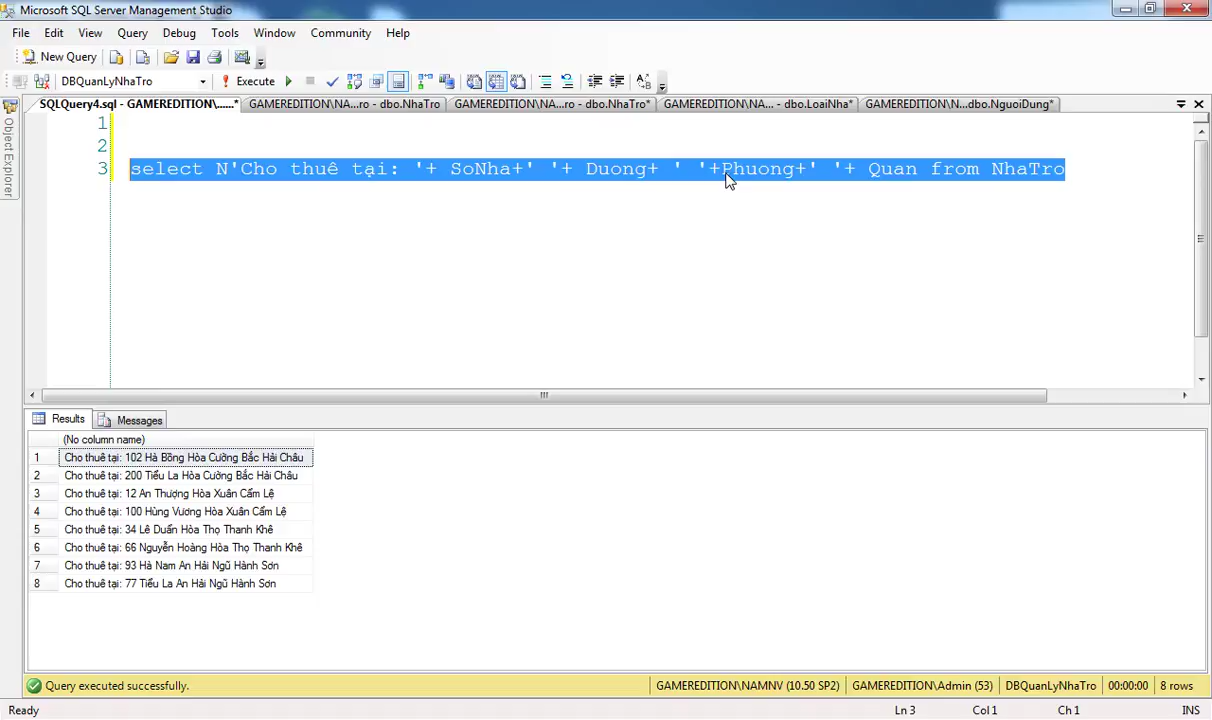 Microsoft SQL Server Management Studio
File Edit View Query Debug Tools Window Community Help
New Query
DBQuanLyNhaTro Execute
SQLQuery4.sql - GAMEREDITION\......* GAMEREDITION\NA...ro - dbo.NhaTro GAMEREDITION\NA...ro - dbo.NhaTro* GAMEREDITION\NA... - dbo.LoaiNha* GAMEREDITION\N...dbo.NguoiDung*
Object Explorer
1
2
3 select N'Cho thuê tại: '+ SoNha+' '+ Duong+ ' '+Phuong+' '+ Quan from NhaTro
Results Messages
(No column name)
1 Cho thuê tại: 102 Hà Bồng Hòa Cường Bắc Hải Châu
2 Cho thuê tại: 200 Tiểu La Hòa Cường Bắc Hải Châu
3 Cho thuê tại: 12 An Thượng Hòa Xuân Cẩm Lệ
4 Cho thuê tại: 100 Hùng Vương Hòa Xuân Cẩm Lệ
5 Cho thuê tại: 34 Lê Duẩn Hòa Thọ Thanh Khê
6 Cho thuê tại: 66 Nguyễn Hoàng Hòa Thọ Thanh Khê
7 Cho thuê tại: 93 Hà Nam An Hải Ngũ Hành Sơn
8 Cho thuê tại: 77 Tiểu La An Hải Ngũ Hành Sơn
Query executed successfully. GAMEREDITION\NAMNV (10.50 SP2) GAMEREDITION\Admin (53) DBQuanLyNhaTro 00:00:00 8 rows
Ready Ln 3 Col 1 Ch 1 INS